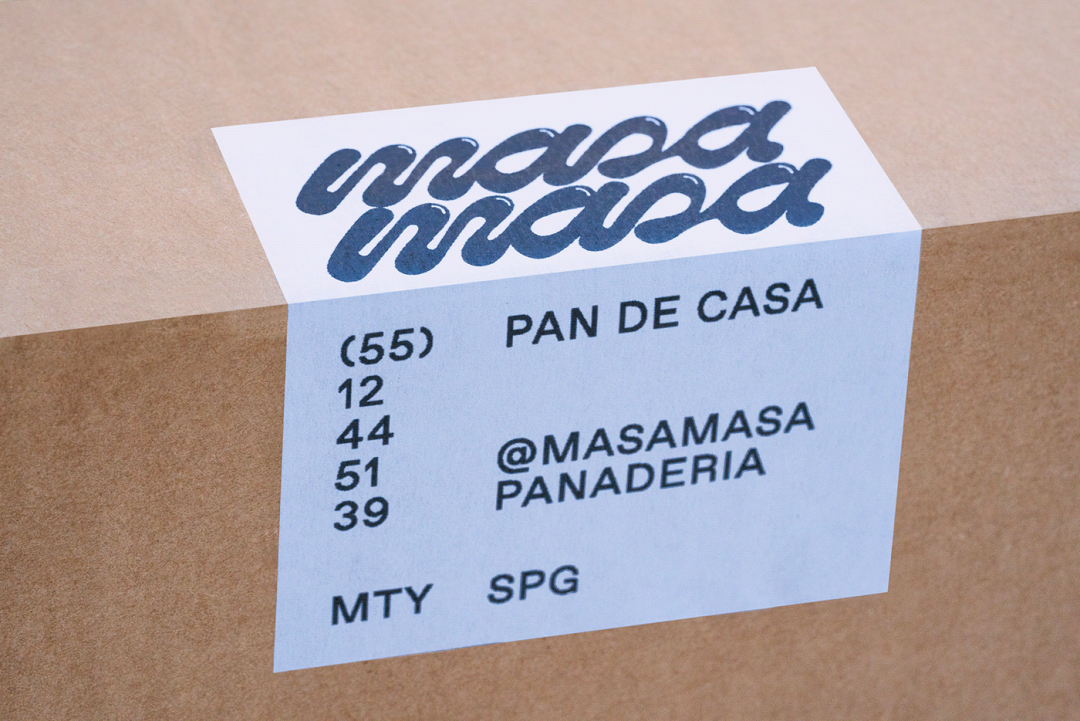 masa
masa
(55)
12
44
51
39
PAN DE CASA
@MASAMASA
PANADERIA
MTY
SPG